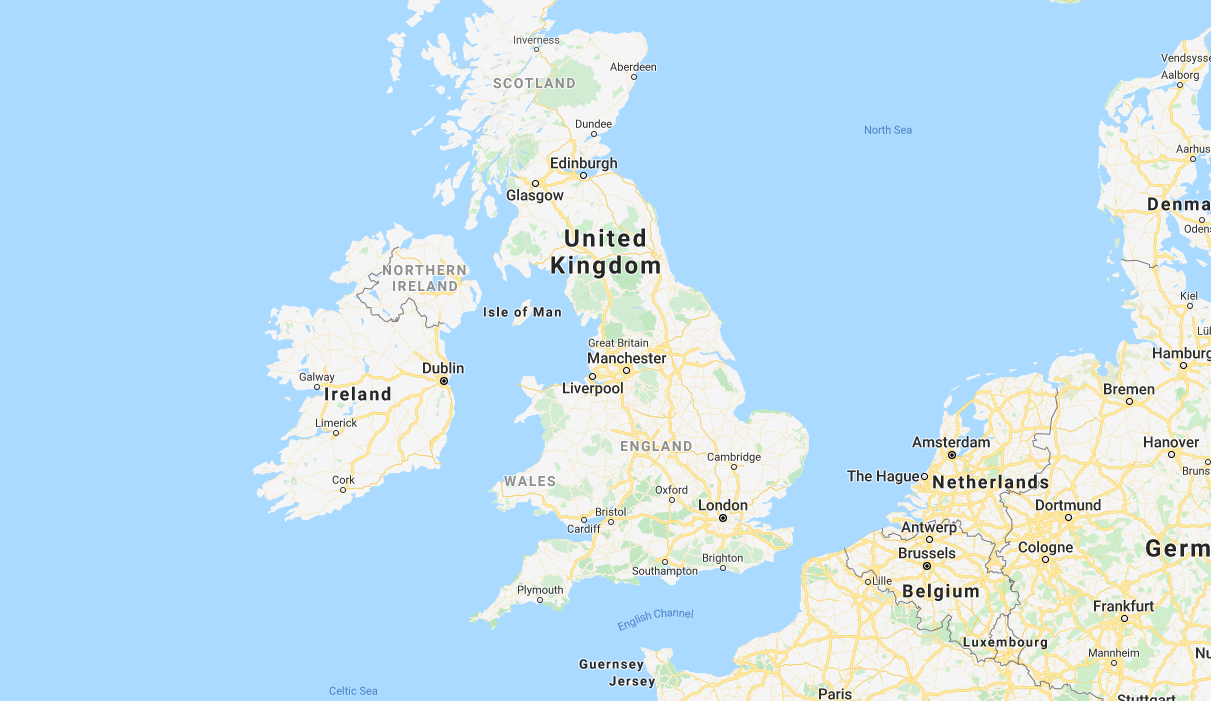 Inverness
Aberdeen
SCOTLAND
Vendsysse
Aalborg
Dundee
North Sea
Aarhus
Edinburgh
Glasgow
Denma
Odens
United
Kingdom
NORTHERN
IRELAND
Isle of Man
Kiel
Lü
Great Britain
Manchester
Hamburg
Dublin
Galway
Ireland
Liverpool
Bremen
Limerick
ENGLAND
Amsterdam
Hanover
Cambridge
Bruns
Cork
WALES
The Hague
Netherlands
Oxford
London
Dortmund
Bristol
Cardiff
Antwerp
Cologne
Germ
Brussels
Brighton
Southampton
Lille
Belgium
Plymouth
English Channel
Frankfurt
Luxembourg
Mannheim
Nu
Guernsey
Jersey
Celtic Sea
Paris
Stuttgart